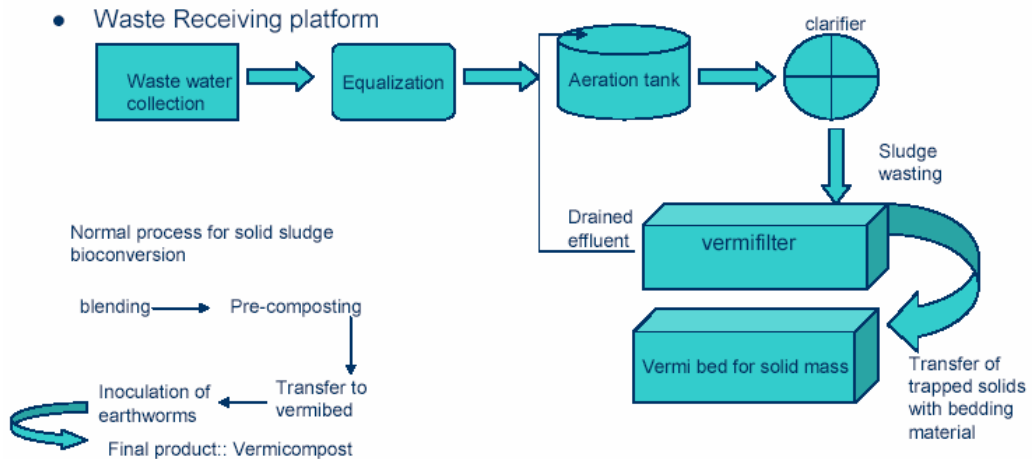 • Waste Receiving platform
clarifier
Waste water
collection
Equalization
Aeration tank
Sludge
wasting
Drained
effluent
vermifilter
Normal process for solid sludge
bioconversion
blending
Pre-composting
Vermi bed for solid mass
Transfer of
trapped solids
with bedding
material
Inoculation of
earthworms
Transfer to
vermibed
Final product:: Vermicompost